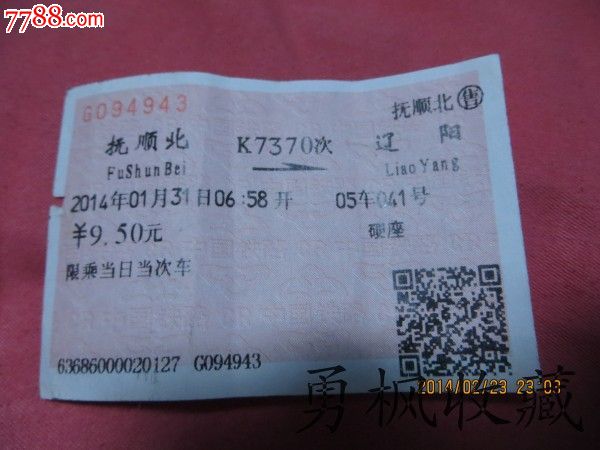 7788.com
G094943
抚顺北 售
抚顺北 K7370次 辽阳
FuShunBei LiaoYang
2014年01月31日06:58开 05车041号
￥9.50元 硬座
限乘当日当次车
63686000020127 G094943
2014/02/23 23:03
勇枫收藏